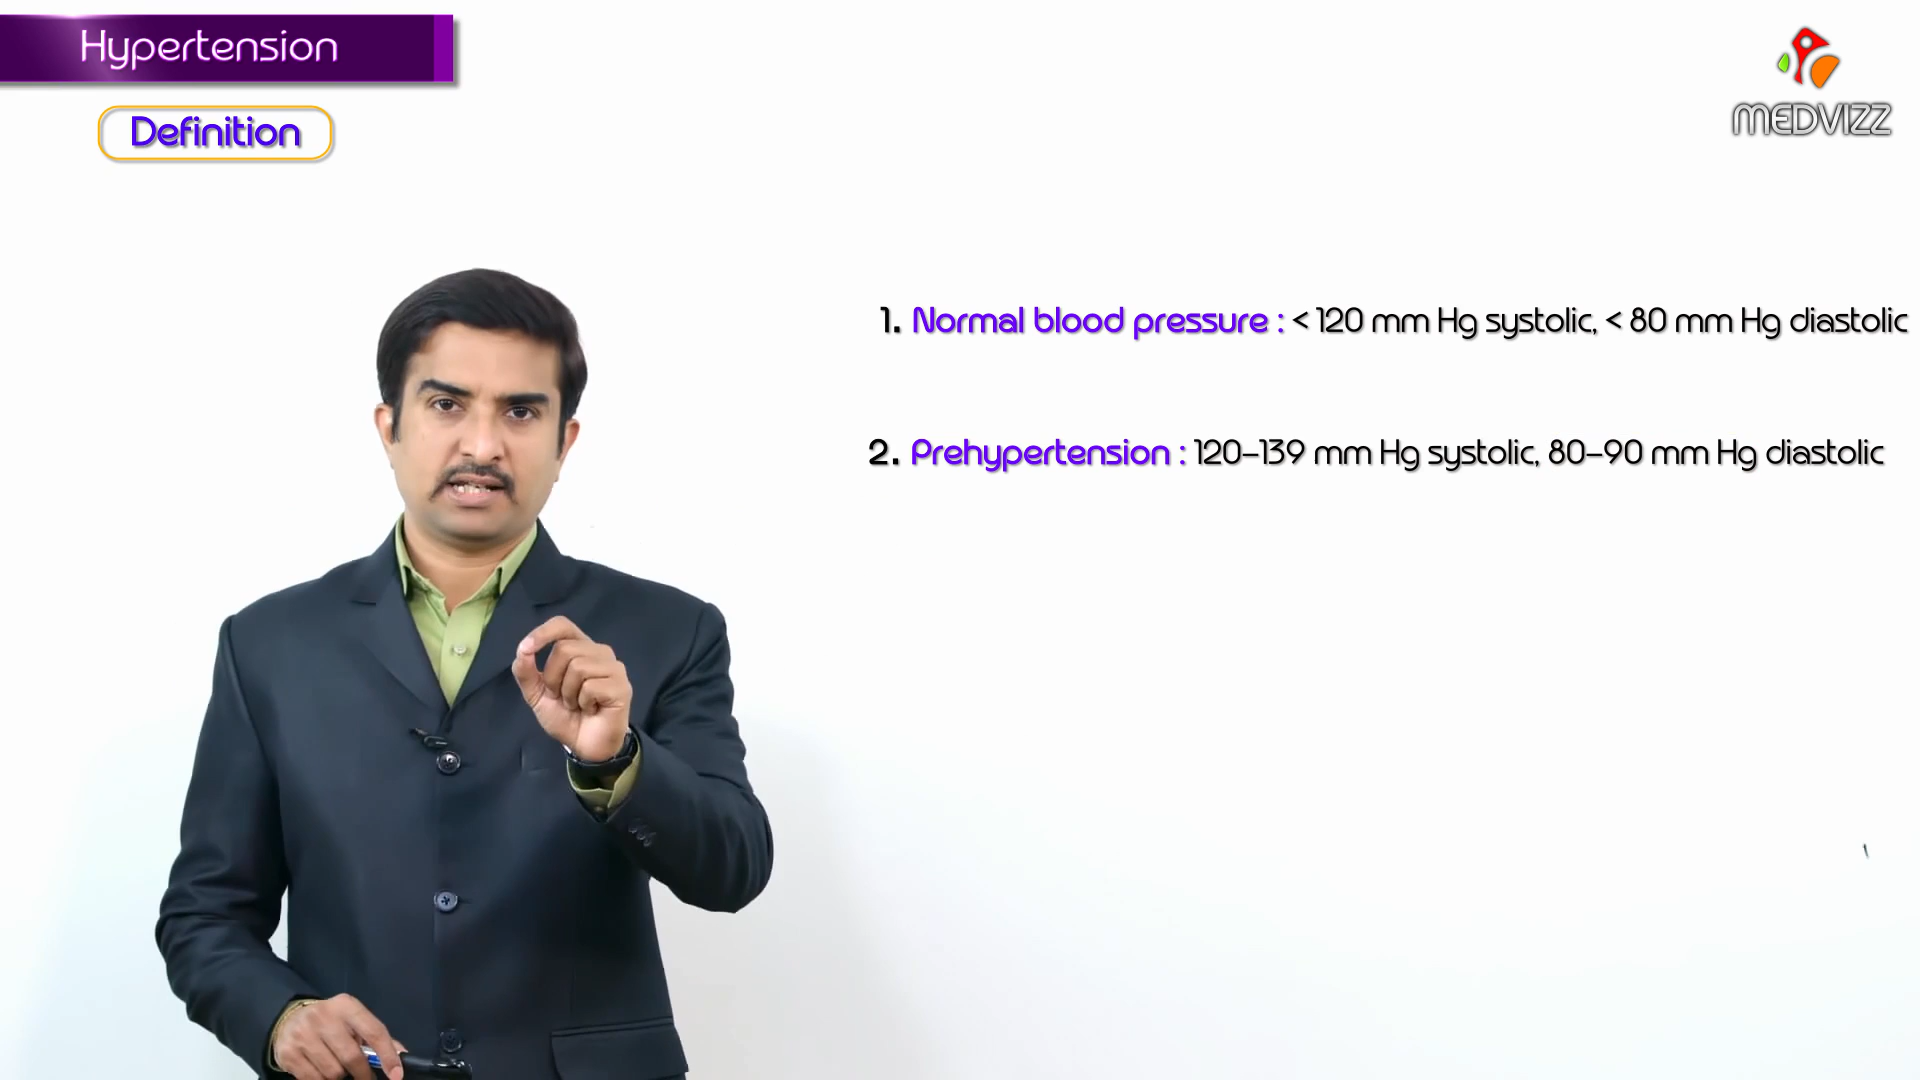 Hypertension
Definition
MEDVIZZ
1. Normal blood pressure : < 120 mm Hg systolic, < 80 mm Hg diastolic
2. Prehypertension : 120–139 mm Hg systolic, 80–90 mm Hg diastolic